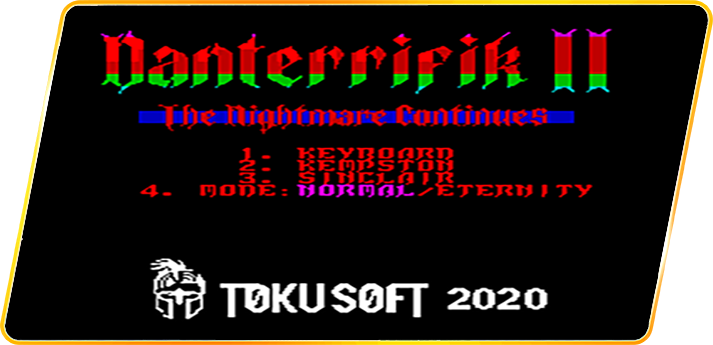 Danterrifik II
The Nightmare Continues
1. KEYBOARD
2. KEMPSTON
3. SINCLAIR
4. MODE:NORMAL/ETERNITY
TOKUSOFT 2020